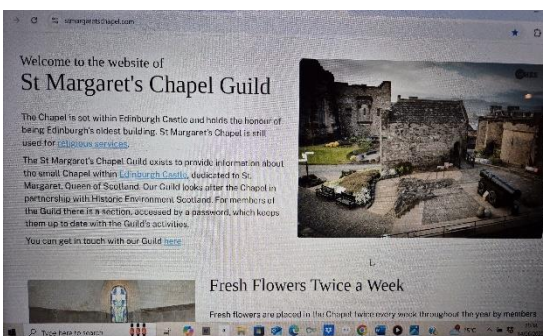 stmargaretschapel.com
Welcome to the website of
St Margaret's Chapel Guild
The Chapel is set within Edinburgh Castle and holds the honour of
being Edinburgh's oldest building. St Margaret's Chapel is still
used for religious services.
The St Margaret's Chapel Guild exists to provide information about
the small Chapel within Edinburgh Castle, dedicated to St.
Margaret, Queen of Scotland. Our Guild looks after the Chapel in
partnership with Historic Environment Scotland. For members of
the Guild there is a section, accessed by a password, which keeps
them up to date with the Guild's activities.
You can get in touch with our Guild here
Fresh Flowers Twice a Week
Fresh flowers are placed in the Chapel twice every week throughout the year by members
Type here to search
15°C